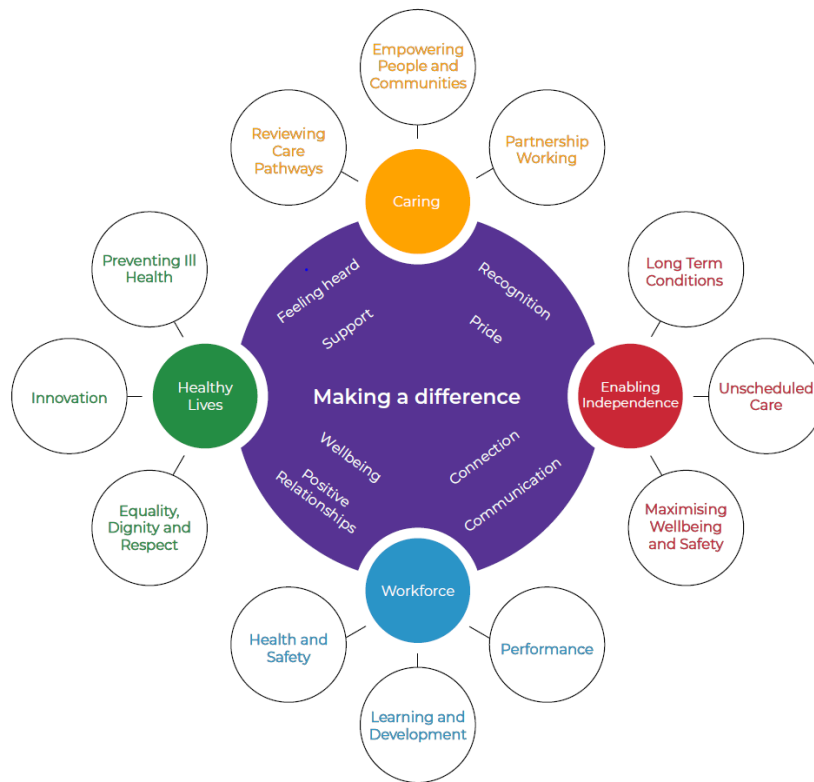 Empowering
People and
Communities
Reviewing
Care
Pathways
Partnership
Working
Caring
Preventing Ill
Health
Long Term
Conditions
Feeling heard
Recognition
Support
Pride
Innovation
Healthy
Lives
Making a difference
Enabling
Independence
Unscheduled
Care
Wellbeing
Connection
Positive
Relationships
Communication
Equality,
Dignity and
Respect
Maximising
Wellbeing
and Safety
Workforce
Health and
Safety
Performance
Learning and
Development